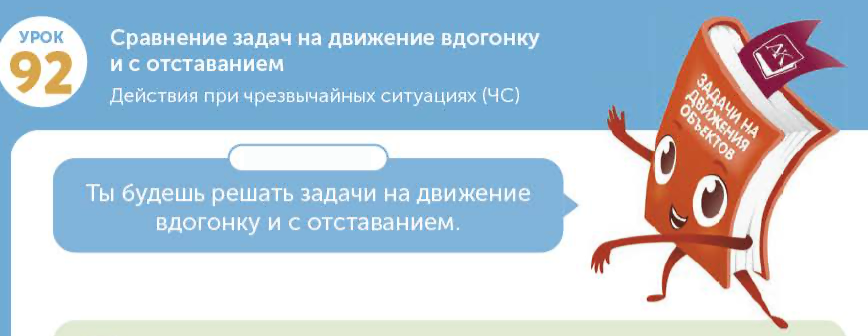 УРОК
92
Сравнение задач на движение вдогонку
и с отставанием
Действия при чрезвычайных ситуациях (ЧС)
ЗАДАЧИ НА
ДВИЖЕНИЯ
ОБЪЕКТОВ
АК
Ты будешь решать задачи на движение
вдогонку и с отставанием.